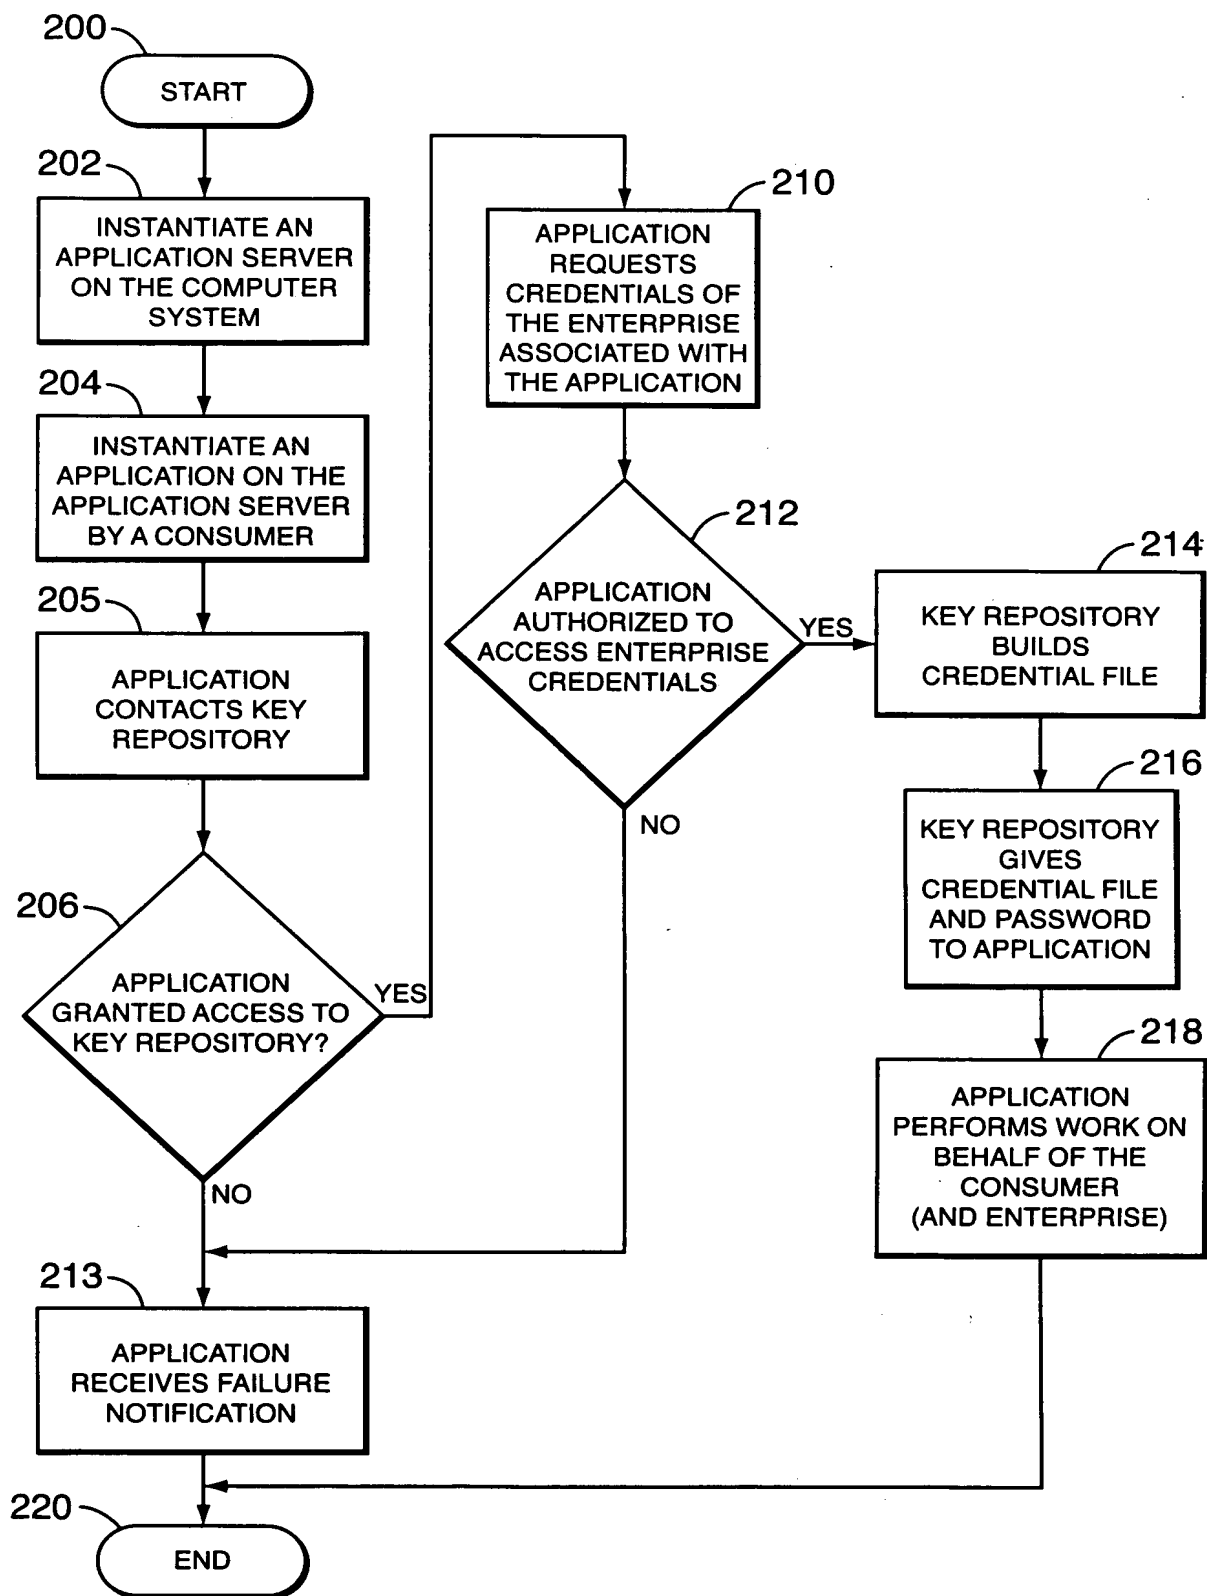 200
START
202
INSTANTIATE AN
APPLICATION SERVER
ON THE COMPUTER
SYSTEM
204
INSTANTIATE AN
APPLICATION ON THE
APPLICATION SERVER
BY A CONSUMER
205
APPLICATION
CONTACTS KEY
REPOSITORY
206
APPLICATION
GRANTED ACCESS TO
KEY REPOSITORY?
YES
NO
210
APPLICATION
REQUESTS
CREDENTIALS OF
THE ENTERPRISE
ASSOCIATED WITH
THE APPLICATION
212
APPLICATION
AUTHORIZED TO
ACCESS ENTERPRISE
CREDENTIALS
YES
NO
214
KEY REPOSITORY
BUILDS
CREDENTIAL FILE
216
KEY REPOSITORY
GIVES
CREDENTIAL FILE
AND PASSWORD
TO APPLICATION
218
APPLICATION
PERFORMS WORK ON
BEHALF OF THE
CONSUMER
(AND ENTERPRISE)
213
APPLICATION
RECEIVES FAILURE
NOTIFICATION
220
END